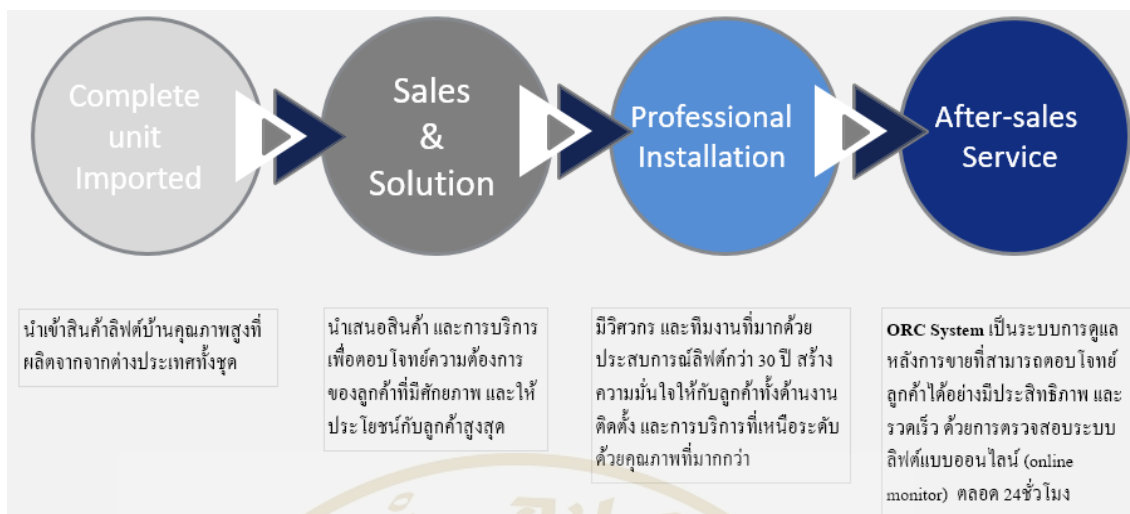 Complete
unit
Imported
Sales
&
Solution
Professional
Installation
After-sales
Service
นำเข้าสินค้าลิฟต์บ้านคุณภาพสูงที่
ผลิตจากจากต่างประเทศทั้งชุด
นำเสนอสินค้า และการบริการ
เพื่อตอบโจทย์ความต้องการ
ของลูกค้าที่มีศักยภาพ และให้
ประโยชน์กับลูกค้าสูงสุด
มีวิศวกร และทีมงานที่มากด้วย
ประสบการณ์ลิฟต์กว่า 30 ปี สร้าง
ความมั่นใจให้กับลูกค้าทั้งด้านงาน
ติดตั้ง และการบริการที่เหนือระดับ
ด้วยคุณภาพที่มากกว่า
ORC System เป็นระบบการดูแล
หลังการขายที่สามารถตอบโจทย์
ลูกค้าได้อย่างมีประสิทธิภาพ และ
รวดเร็ว ด้วยการตรวจสอบระบบ
ลิฟต์แบบออนไลน์ (online
monitor) ตลอด 24ชั่วโมง